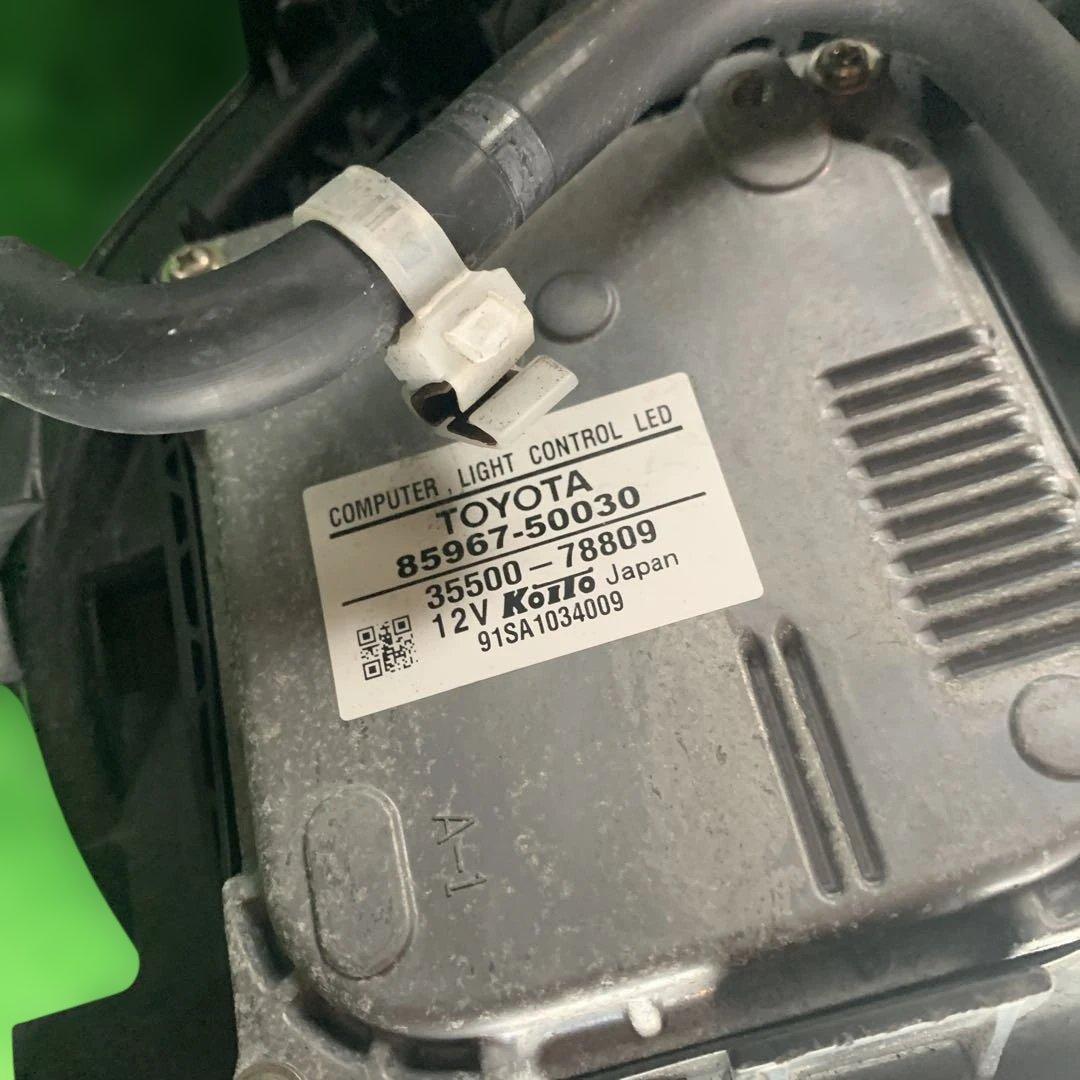 COMPUTER, LIGHT CONTROL LED
TOYOTA
85967-50030
35500-78809
12V KOITO Japan
91SA1034009
A-1